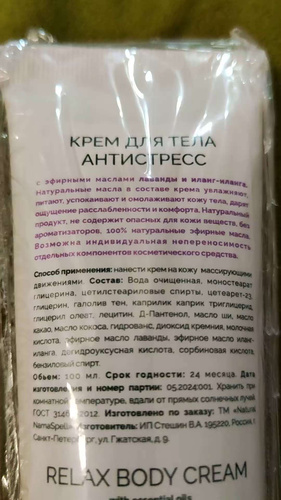 КРЕМ ДЛЯ ТЕЛА
АНТИСТРЕСС
с эфирными маслами лаванды и иланг-иланга.
Натуральные масла в составе крема увлажняют,
питают, успокаивают и омолаживают кожу тела, дарят
ощущение расслабленности и комфорта. Натуральный
продукт, не содержит опасных для кожи веществ, без
ароматизаторов, 100% натуральные эфирные масла.
Возможна индивидуальная непереносимость
отдельных компонентов косметического средства.
Способ применения: нанести крем на кожу массирующими
движениями. Состав: Вода очищенная, моностеарат
глицерина, цетилстеариловые спирты, цетеарет-23,
глицерин, галолив тен, каприлик каприк триглицерид,
глицерил олеат, лецитин, Д-Пантенол, масло ши, масло
какао, масло кокоса, гидрованс, диоксид кремния, молочная
кислота, эфирное масло лаванды, эфирное масло иланг-
иланга, дегидроуксусная кислота, сорбиновая кислота,
бензиловый спирт.
Объем: 100 мл. Срок годности: 24 месяца. Дата
изготовления и номер партии: 05.2024\001. Хранить при
комнатной температуре, вдали от прямых солнечных лучей.
ГОСТ 2012. Изготовлено по заказу: ТМ «Natural
NamaSpell». Изготовитель: ИП Стешин В.А. 195220, Россия, г.
Санкт-Петербург, ул. Гжатская, д. 9.
RELAX BODY CREAM
with essential oils